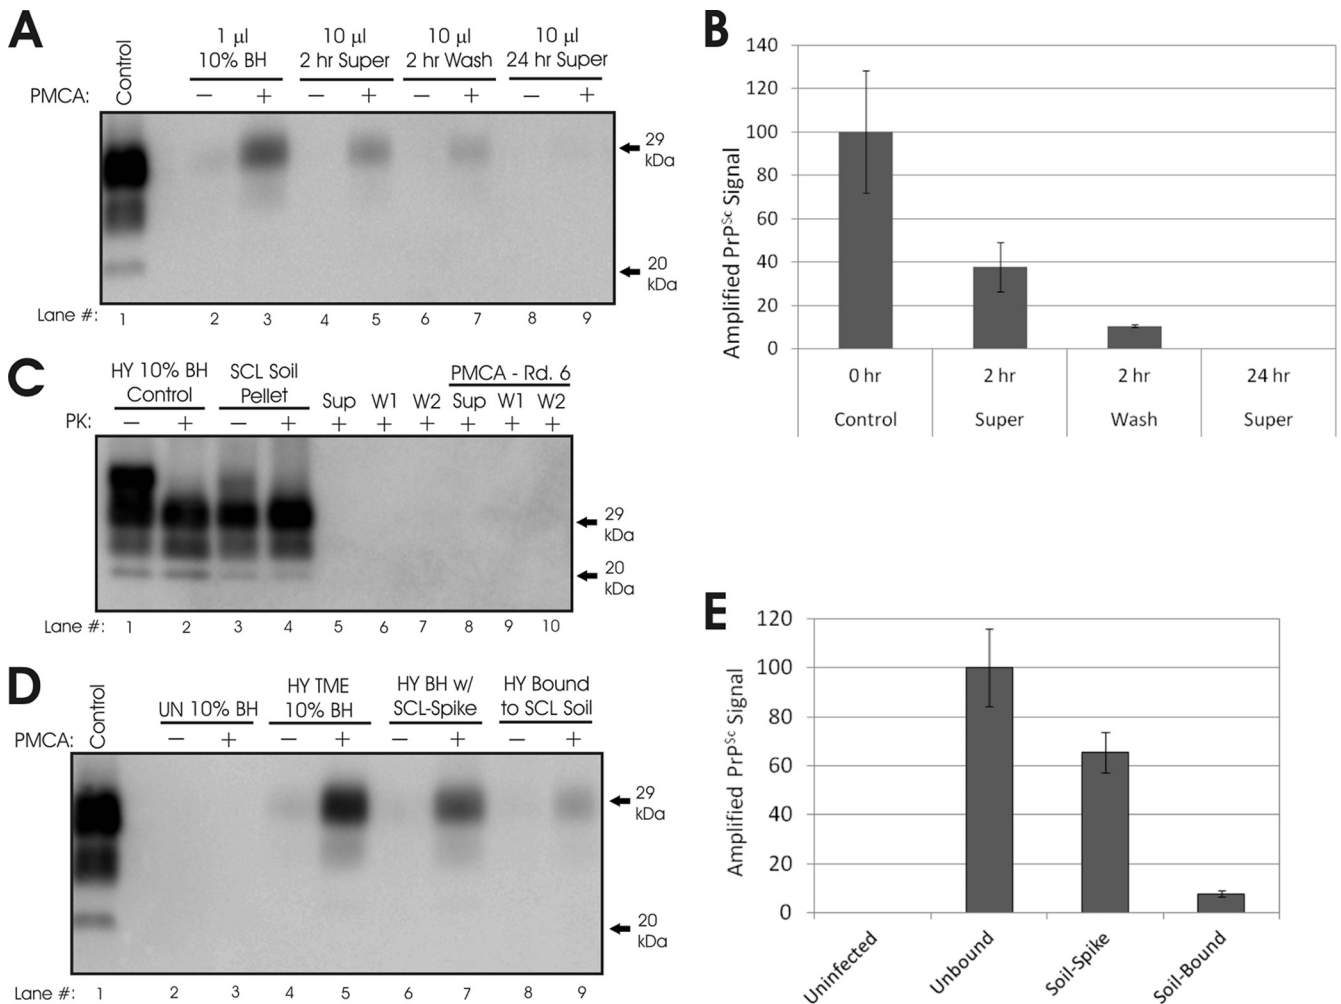 A
Control
1 µl 10 µl 10 µl 10 µl
10% BH 2 hr Super 2 hr Wash 24 hr Super
PMCA: − + − + − + − +
29
kDa
20
kDa
Lane #: 1 2 3 4 5 6 7 8 9
B
Amplified PrPSc Signal
140
120
100
80
60
40
20
0
0 hr 2 hr 2 hr 24 hr
Control Super Wash Super
C
HY 10% BH SCL Soil PMCA - Rd. 6
Control Pellet Sup W1 W2 Sup W1 W2
PK: − + − + + + + + + +
29
kDa
20
kDa
Lane #: 1 2 3 4 5 6 7 8 9 10
D
Control
HY TME HY BH w/ HY Bound
UN 10% BH 10% BH SCL-Spike to SCL Soil
PMCA: − + − + − + − +
29
kDa
20
kDa
Lane #: 1 2 3 4 5 6 7 8 9
E
Amplified PrPSc Signal
120
100
80
60
40
20
0
Uninfected
Unbound
Soil-Spike
Soil-Bound